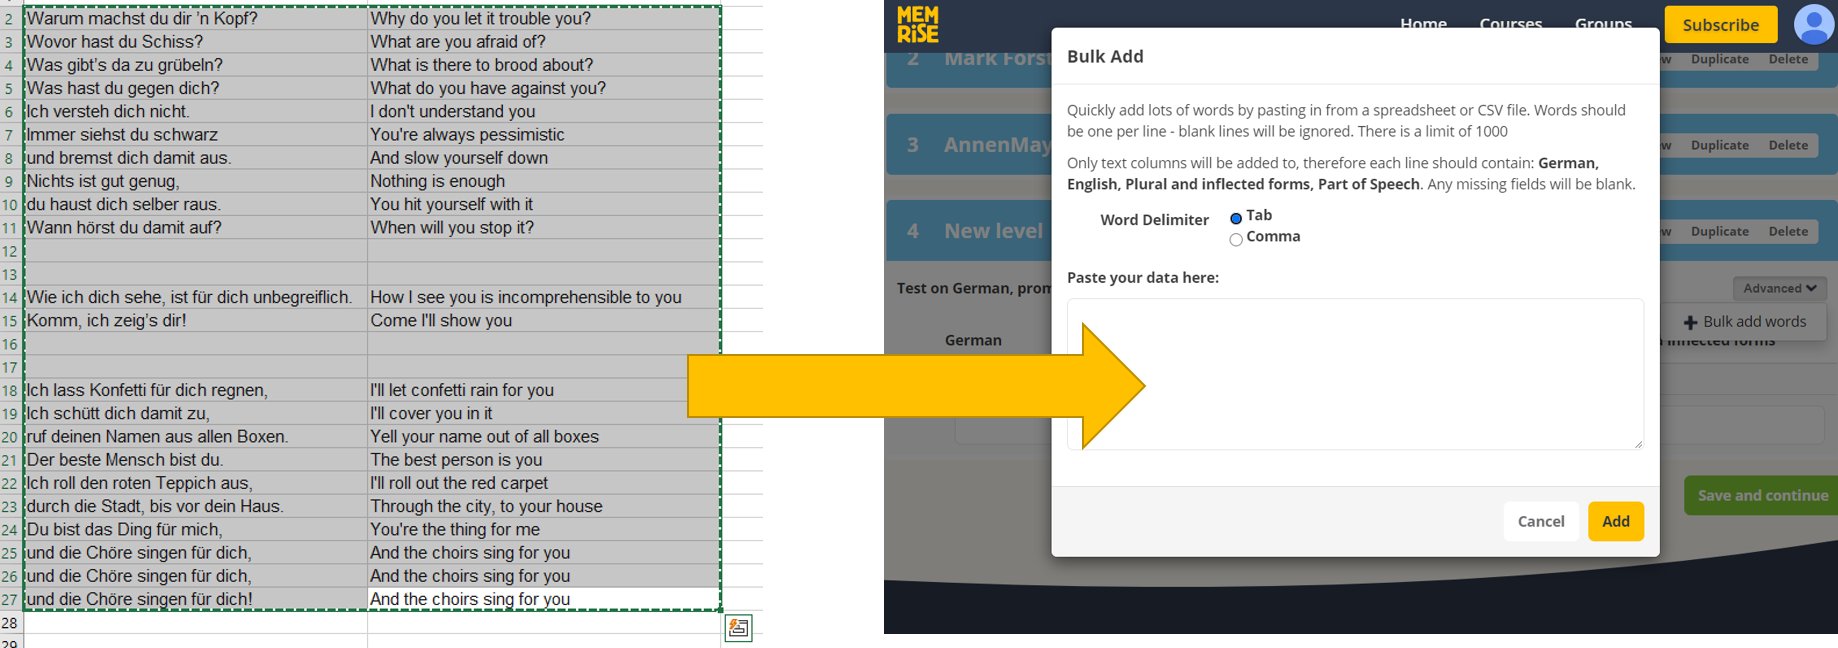 2 Warum machst du dir 'n Kopf? Why do you let it trouble you?
3 Wovor hast du Schiss? What are you afraid of?
4 Was gibt's da zu grübeln? What is there to brood about?
5 Was hast du gegen dich? What do you have against you?
6 Ich versteh dich nicht. I don't understand you
7 Immer siehst du schwarz You're always pessimistic
8 und bremst dich damit aus. And slow yourself down
9 Nichts ist gut genug, Nothing is enough
10 du haust dich selber raus. You hit yourself with it
11 Wann hörst du damit auf? When will you stop it?
12
13
14 Wie ich dich sehe, ist für dich unbegreiflich. How I see you is incomprehensible to you
15 Komm, ich zeig's dir! Come I'll show you
16
17
18 Ich lass Konfetti für dich regnen, I'll let confetti rain for you
19 Ich schütt dich damit zu, I'll cover you in it
20 ruf deinen Namen aus allen Boxen. Yell your name out of all boxes
21 Der beste Mensch bist du. The best person is you
22 Ich roll den roten Teppich aus, I'll roll out the red carpet
23 durch die Stadt, bis vor dein Haus. Through the city, to your house
24 Du bist das Ding für mich, You're the thing for me
25 und die Chöre singen für dich, And the choirs sing for you
26 und die Chöre singen für dich, And the choirs sing for you
27 und die Chöre singen für dich! And the choirs sing for you
28
29
MEM
RiSE
Home Courses Groups Subscribe
2 Mark Forst Duplicate Delete
3 AnnenMay Duplicate Delete
4 New level Duplicate Delete
Test on German, pro
Advanced
Bulk add words
German
inflected forms
Save and continue
Bulk Add
Quickly add lots of words by pasting in from a spreadsheet or CSV file. Words should
be one per line - blank lines will be ignored. There is a limit of 1000
Only text columns will be added to, therefore each line should contain: German,
English, Plural and inflected forms, Part of Speech. Any missing fields will be blank.
Word Delimiter Tab
Comma
Paste your data here:
Cancel Add